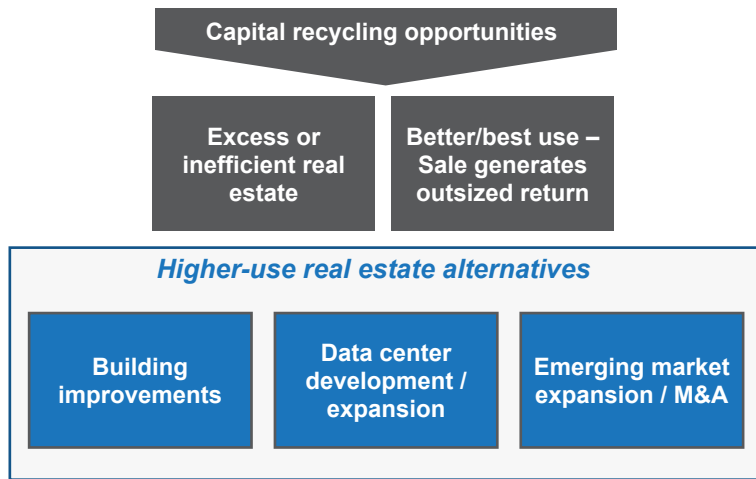 Capital recycling opportunities
Excess or
inefficient real
estate
Better/best use –
Sale generates
outsized return
Higher-use real estate alternatives
Building
improvements
Data center
development /
expansion
Emerging market
expansion / M&A